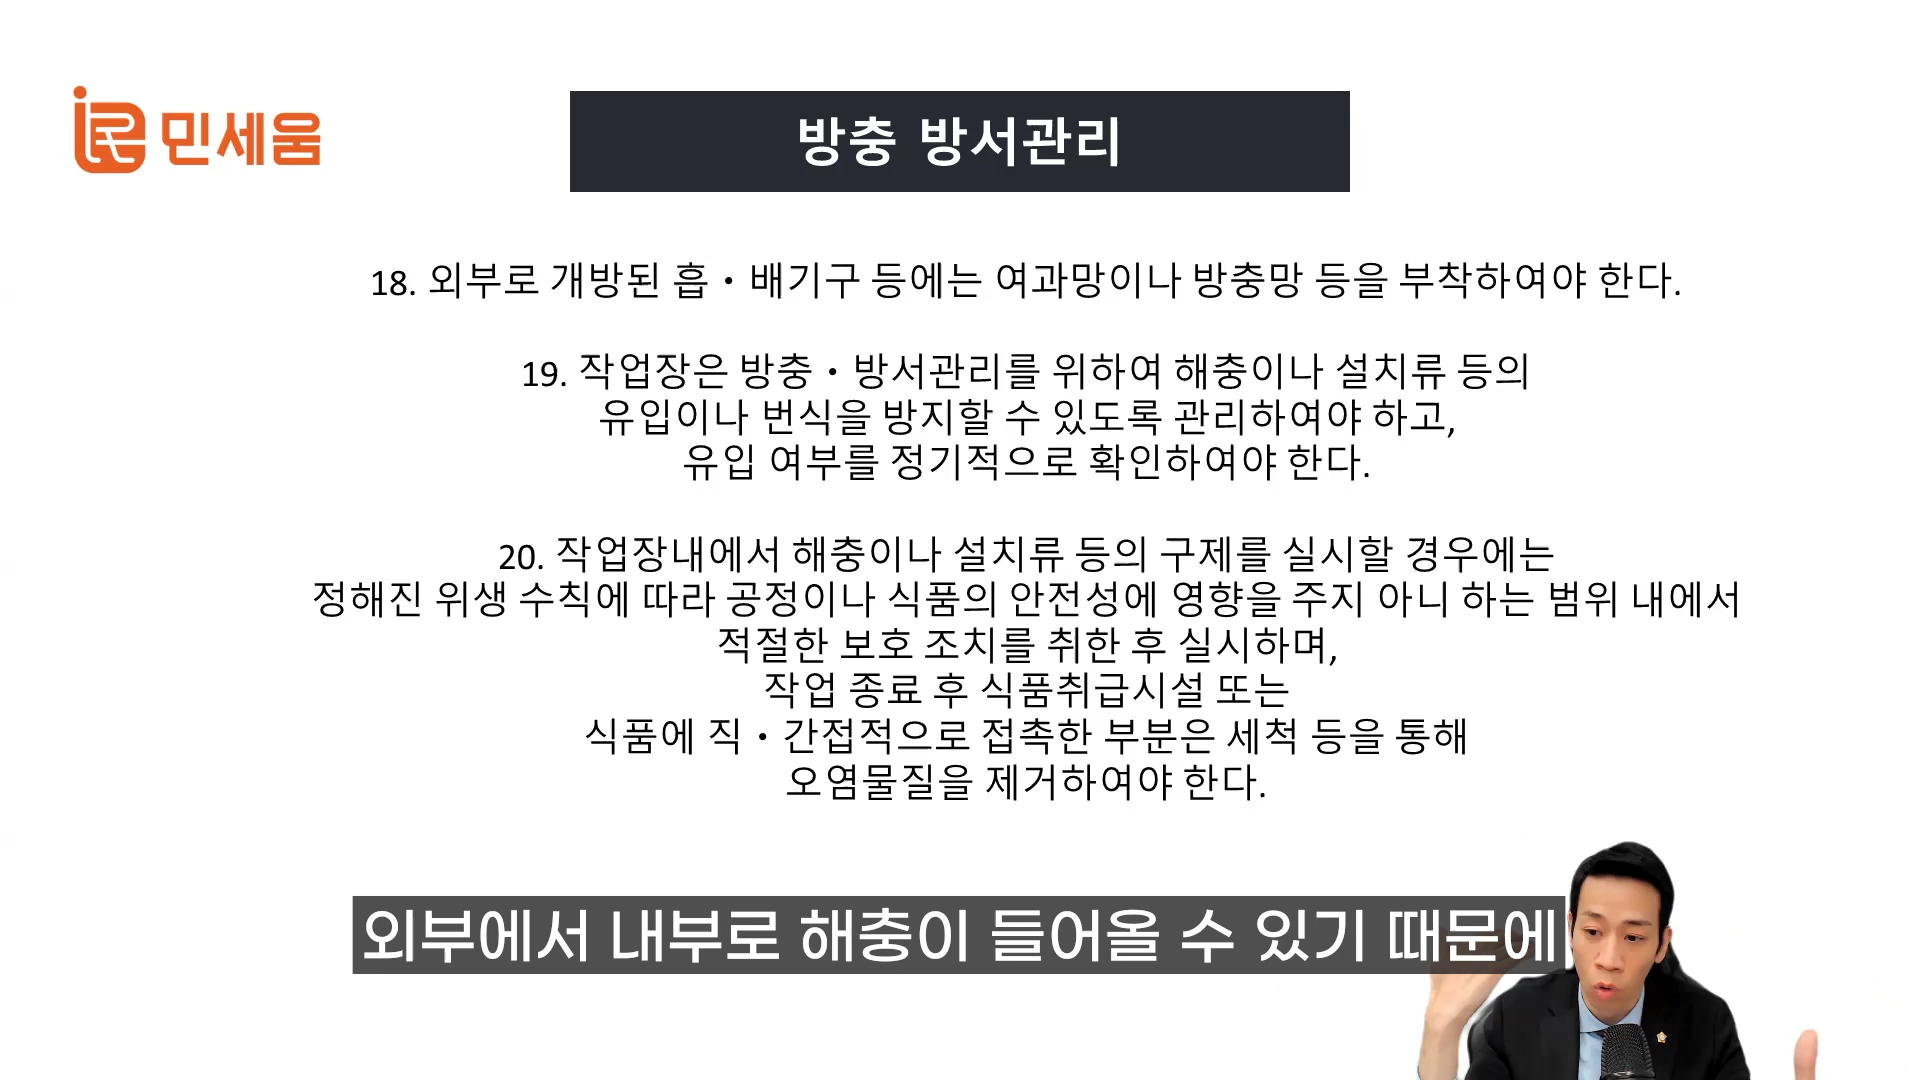 민세움
방충 방서관리
18. 외부로 개방된 흡・배기구 등에는 여과망이나 방충망 등을 부착하여야 한다.
19. 작업장은 방충・방서관리를 위하여 해충이나 설치류 등의
유입이나 번식을 방지할 수 있도록 관리하여야 하고,
유입 여부를 정기적으로 확인하여야 한다.
20. 작업장내에서 해충이나 설치류 등의 구제를 실시할 경우에는
정해진 위생 수칙에 따라 공정이나 식품의 안전성에 영향을 주지 아니 하는 범위 내에서
적절한 보호 조치를 취한 후 실시하며,
작업 종료 후 식품취급시설 또는
식품에 직・간접적으로 접촉한 부분은 세척 등을 통해
오염물질을 제거하여야 한다.
외부에서 내부로 해충이 들어올 수 있기 때문에